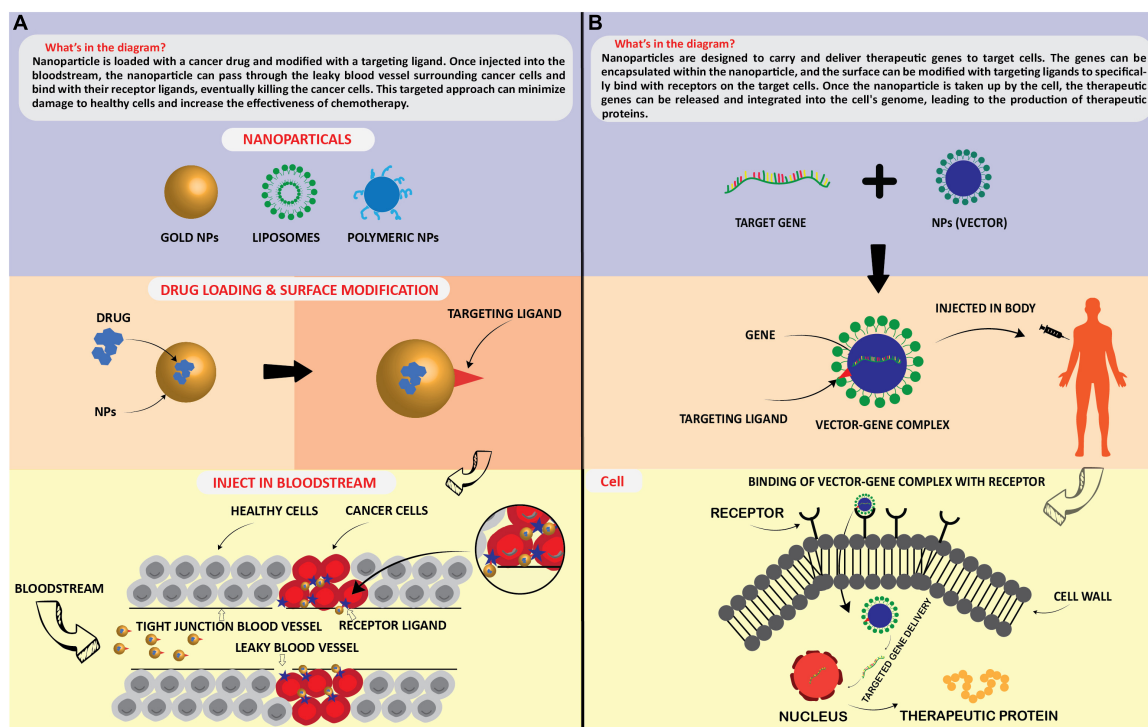 A
What's in the diagram?
Nanoparticle is loaded with a cancer drug and modified with a targeting ligand. Once injected into
the bloodstream, the nanoparticle can pass through the leaky blood vessel surrounding cancer cells and
bind with their receptor ligands, eventually killing the cancer cells. This targeted approach can minimize
damage to healthy cells and increase the effectiveness of chemotherapy.
NANOPARTICALS
GOLD NPs
LIPOSOMES
POLYMERIC NPs
DRUG LOADING & SURFACE MODIFICATION
DRUG
NPs
TARGETING LIGAND
INJECT IN BLOODSTREAM
HEALTHY CELLS
CANCER CELLS
BLOODSTREAM
TIGHT JUNCTION BLOOD VESSEL
RECEPTOR LIGAND
LEAKY BLOOD VESSEL
B
What's in the diagram?
Nanoparticles are designed to carry and deliver therapeutic genes to target cells. The genes can be
encapsulated within the nanoparticle, and the surface can be modified with targeting ligands to specifical-
ly bind with receptors on the target cells. Once the nanoparticle is taken up by the cell, the therapeutic
genes can be released and integrated into the cell's genome, leading to the production of therapeutic
proteins.
TARGET GENE
NPs (VECTOR)
GENE
INJECTED IN BODY
TARGETING LIGAND
VECTOR-GENE COMPLEX
Cell
BINDING OF VECTOR-GENE COMPLEX WITH RECEPTOR
RECEPTOR
CELL WALL
TARGETED GENE DELIVERY
NUCLEUS
THERAPEUTIC PROTEIN